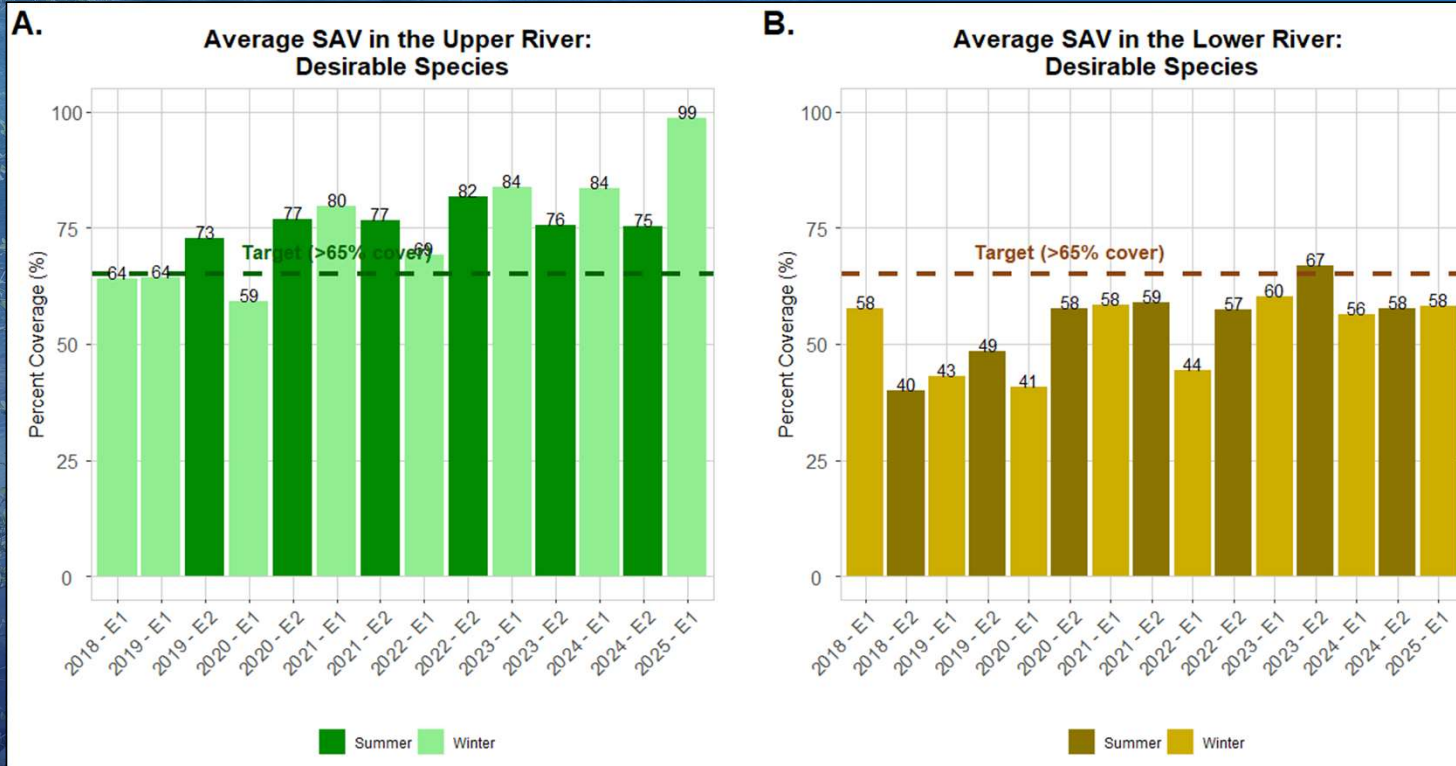 A.
Average SAV in the Upper River:
Desirable Species
Percent Coverage (%)
100
75
50
25
0
64
64
73
59
77
80
77
69
82
84
76
84
75
99
Target (>65% cover)
2018 - E1
2019 - E1
2019 - E2
2020 - E1
2020 - E2
2021 - E1
2021 - E2
2022 - E1
2022 - E2
2023 - E1
2023 - E2
2024 - E1
2024 - E2
2025 - E1
Summer
Winter
B.
Average SAV in the Lower River:
Desirable Species
Percent Coverage (%)
100
75
50
25
0
58
40
43
49
41
58
58
59
44
57
60
67
56
58
58
Target (>65% cover)
2018 - E1
2018 - E2
2019 - E1
2019 - E2
2020 - E1
2020 - E2
2021 - E1
2021 - E2
2022 - E1
2022 - E2
2023 - E1
2023 - E2
2024 - E1
2024 - E2
2025 - E1
Summer
Winter